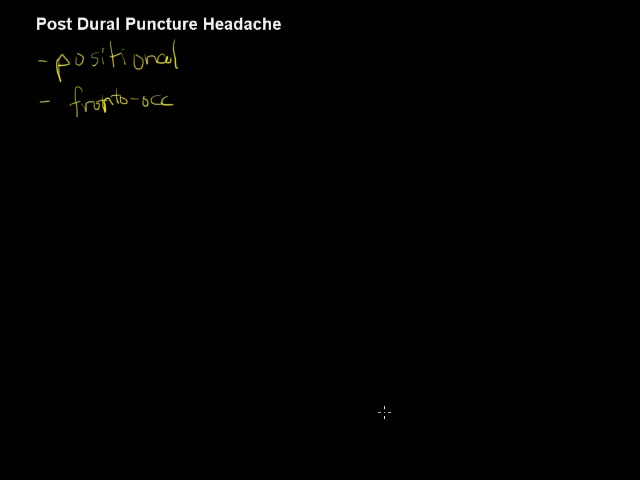 Post Dural Puncture Headache
- positional
- fronto-occ